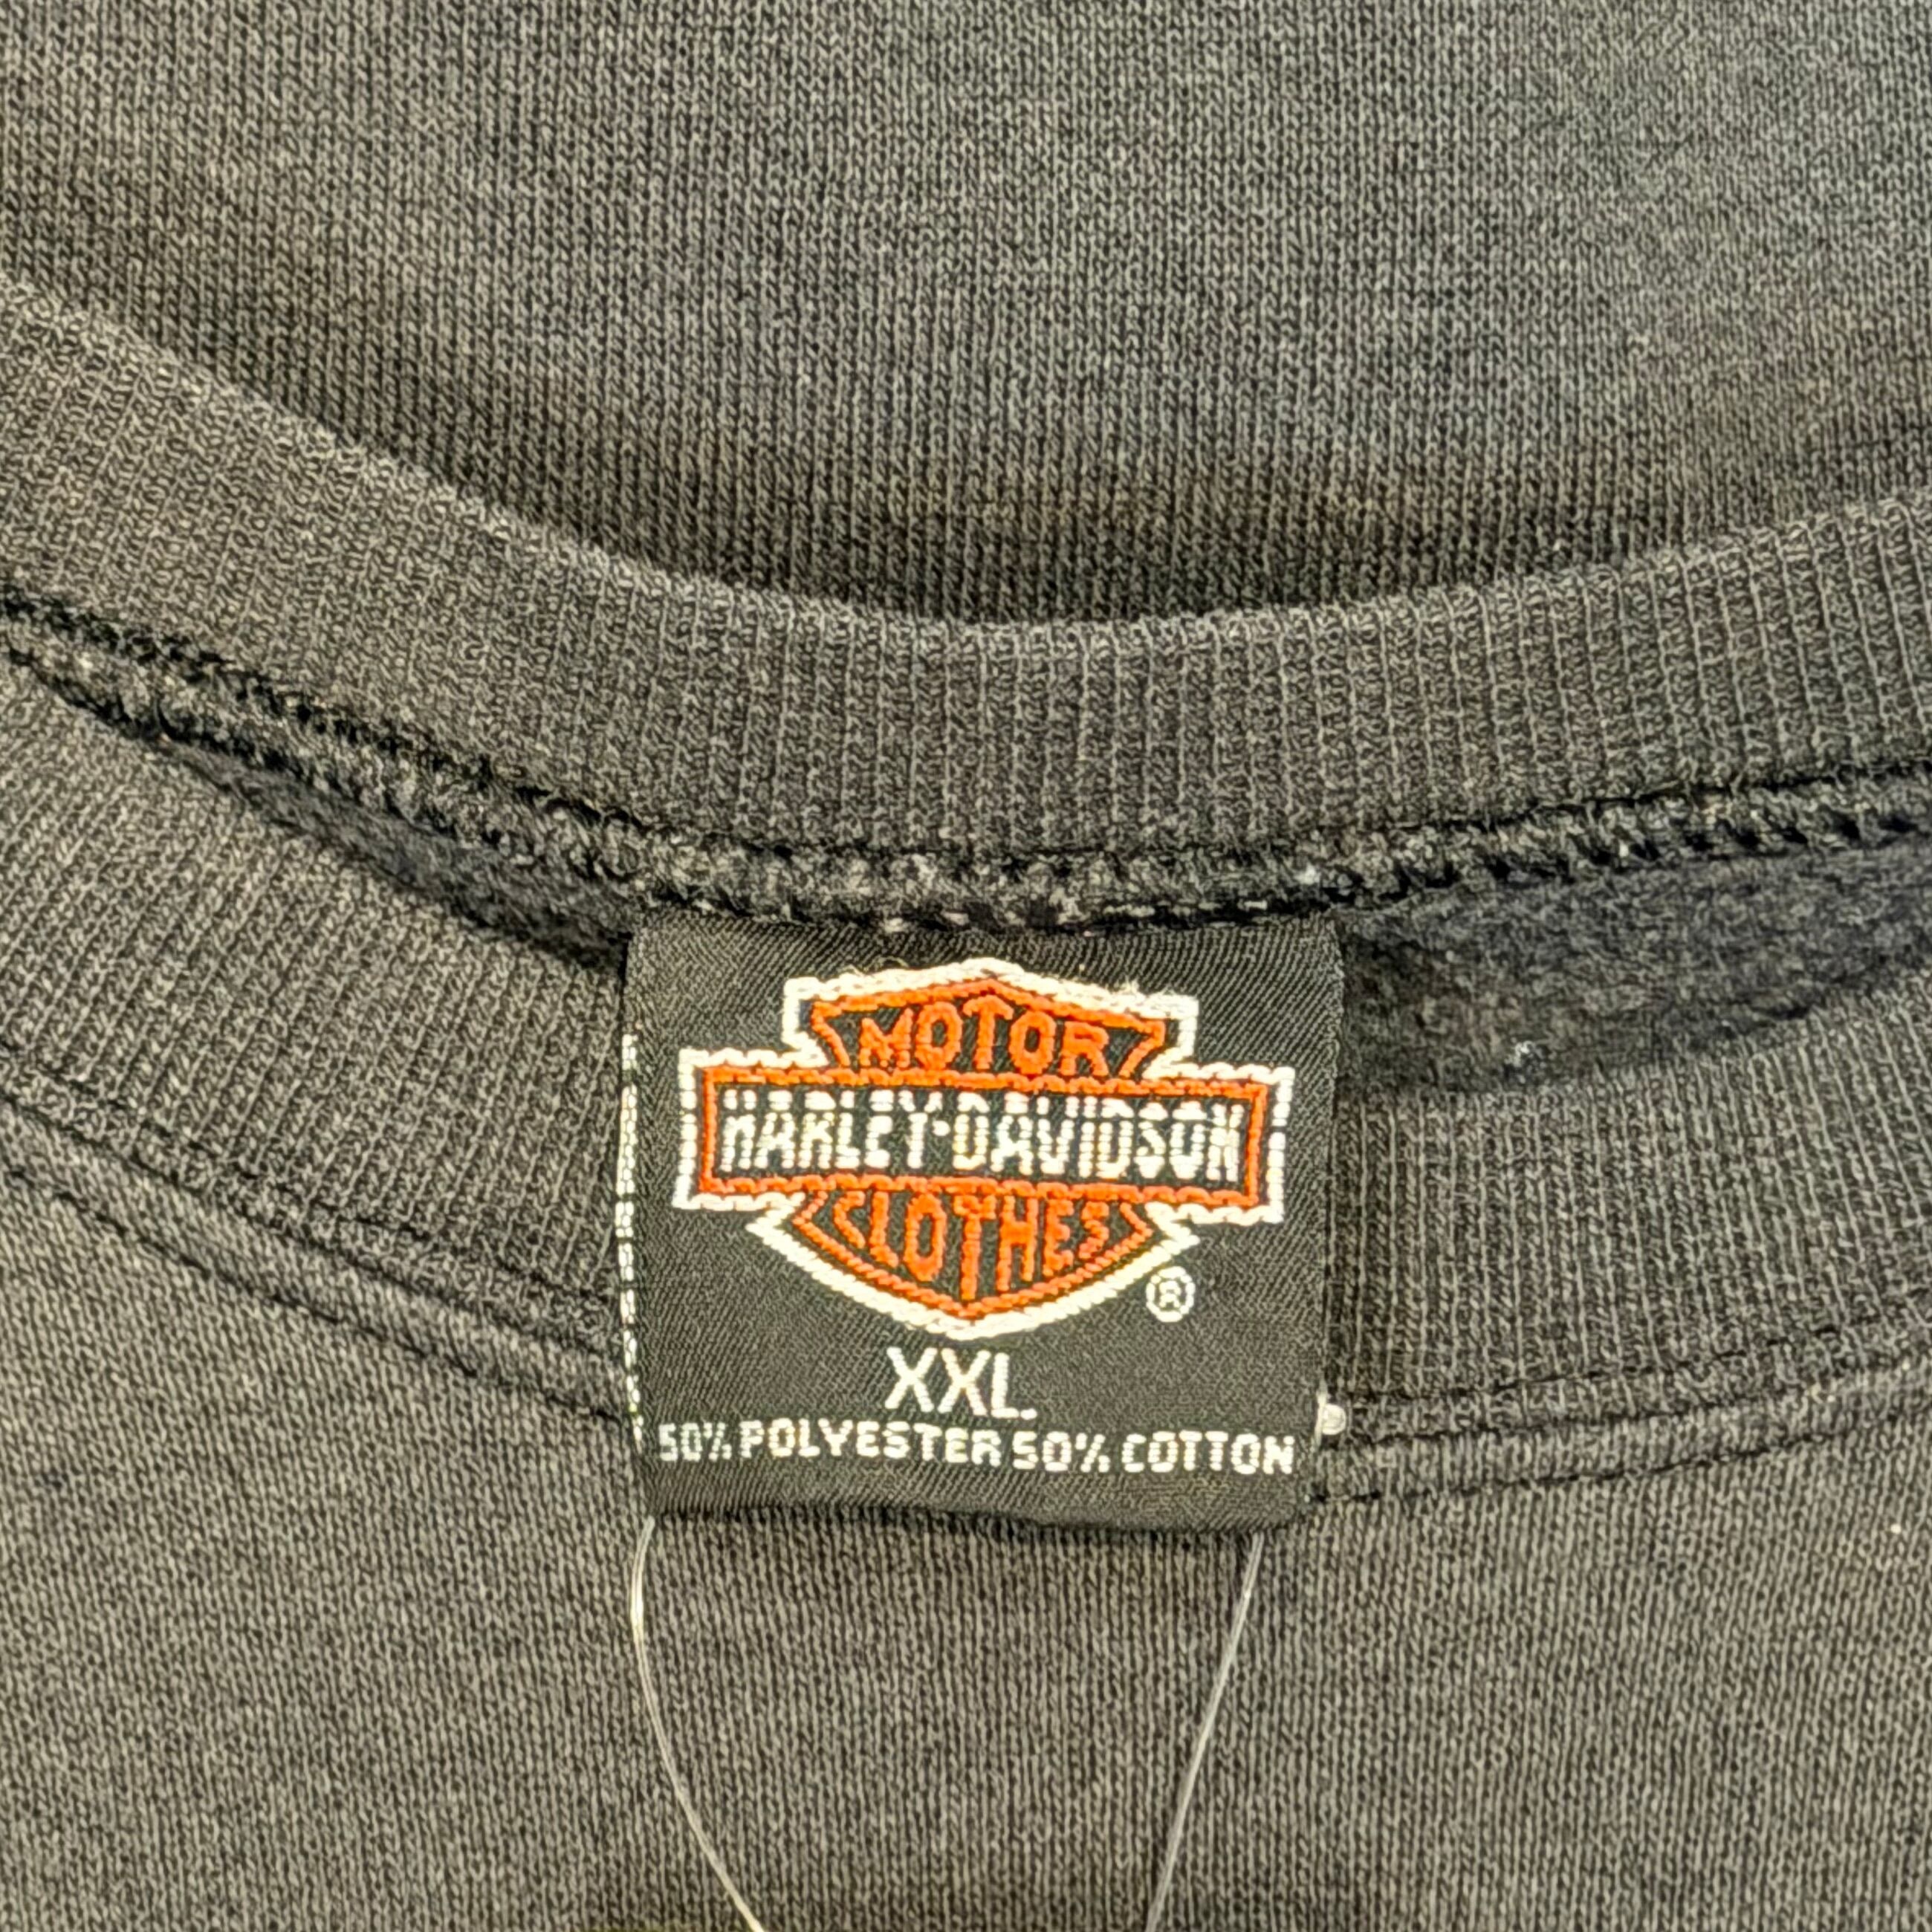 MOTOR
HARLEY-DAVIDSON
CLOTHES
®
XXL
50% POLYESTER 50% COTTON